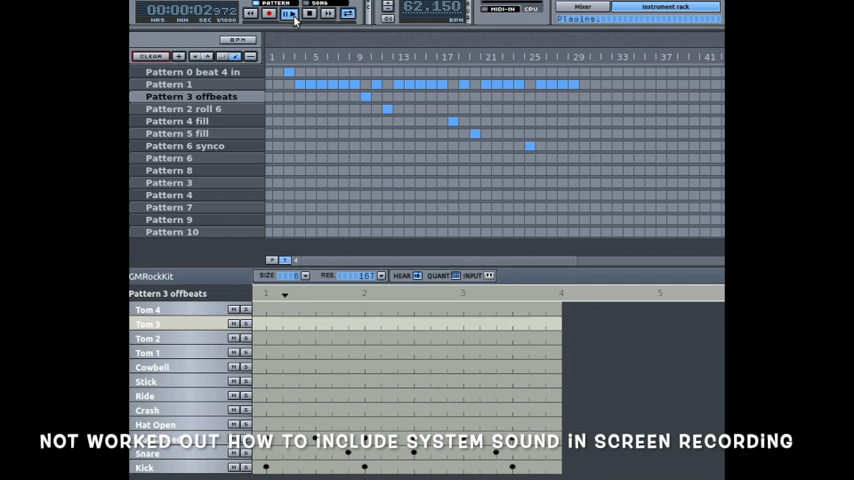 PATTERN SONG
00:00:02972
HRS MIN SEC 1/1000
62.150
BPM
MIDI-IN CPU
Mixer Instrument rack
Playing.
BPM
CLEAR
1 5 9 13 17 21 25 29 33 37 41
Pattern 0 beat 4 in
Pattern 1
Pattern 3 offbeats
Pattern 2 roll 6
Pattern 4 fill
Pattern 5 fill
Pattern 6 synco
Pattern 6
Pattern 8
Pattern 3
Pattern 4
Pattern 7
Pattern 9
Pattern 10
P T
GMRockKit SIZE 6 RES. 16T HEAR QUANT INPUT
Pattern 3 offbeats 1 2 3 4 5
Tom 4 M S
Tom 3 M S
Tom 2 M S
Tom 1 M S
Cowbell M S
Stick M S
Ride M S
Crash M S
Hat Open M S
NOT WORKED OUT HOW TO INCLUDE SYSTEM SOUND IN SCREEN RECORDING
Snare M S
Kick M S